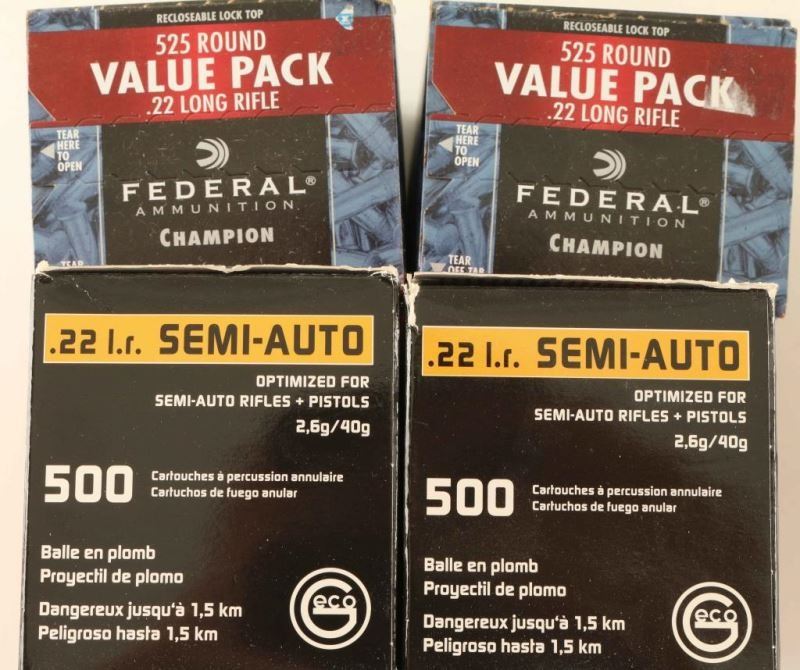 RECLOSEABLE LOCK TOP
525 ROUND
VALUE PACK
.22 LONG RIFLE
TEAR
HERE
TO
OPEN
FEDERAL®
AMMUNITION
CHAMPION
TEAR
RECLOSEABLE LOCK TOP
525 ROUND
VALUE PACK
.22 LONG RIFLE
TEAR
HERE
TO
OPEN
FEDERAL®
AMMUNITION
CHAMPION
TEAR
OFF TAB
.22 l.r. SEMI-AUTO
OPTIMIZED FOR
SEMI-AUTO RIFLES + PISTOLS
2,6g/40g
500
Cartouches à percussion annulaire
Cartuchos de fuego anular
Balle en plomb
Proyectil de plomo
Dangereux jusqu'à 1,5 km
Peligroso hasta 1,5 km
Geco
.22 l.r. SEMI-AUTO
OPTIMIZED FOR
SEMI-AUTO RIFLES + PISTOLS
2,6g/40g
500
Cartouches à percussion annulaire
Cartuchos de fuego anular
Balle en plomb
Proyectil de plomo
Dangereux jusqu'à 1,5 km
Peligroso hasta 1,5 km
Geco